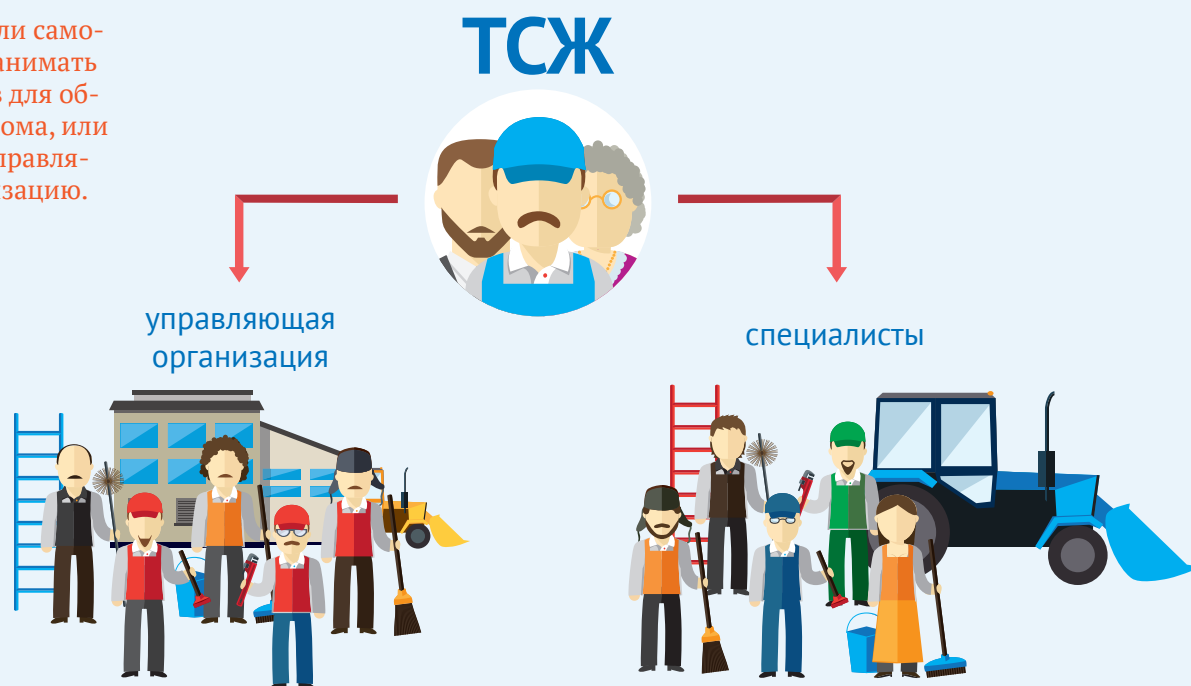 ли само-
анимать
для об-
ома, или
правля-
зацию.
ТСЖ
управляющая
организация
специалисты